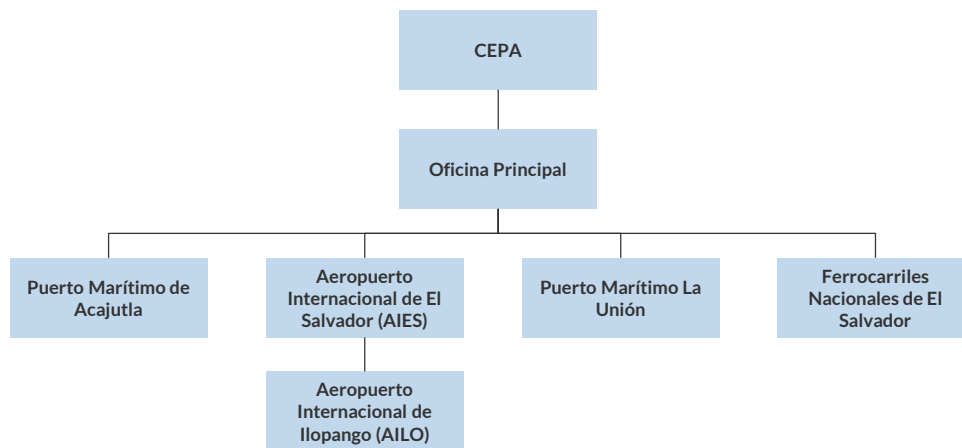 CEPA
Oficina Principal
Puerto Marítimo de
Acajutla
Aeropuerto
Internacional de El
Salvador (AIES)
Puerto Marítimo La
Unión
Ferrocarriles
Nacionales de El
Salvador
Aeropuerto
Internacional de
Ilopango (AILO)